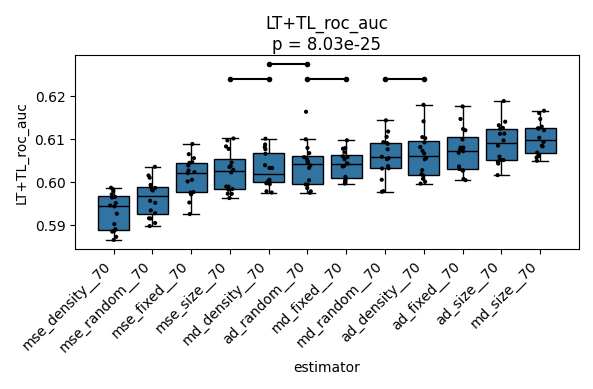 LT+TL_roc_auc
p = 8.03e-25
LT+TL_roc_auc
0.62
0.61
0.60
0.59
mse_density__70
mse_random__70
mse_fixed__70
mse_size__70
md_density__70
ad_random__70
md_fixed__70
md_random__70
ad_density__70
ad_fixed__70
ad_size__70
md_size__70
estimator